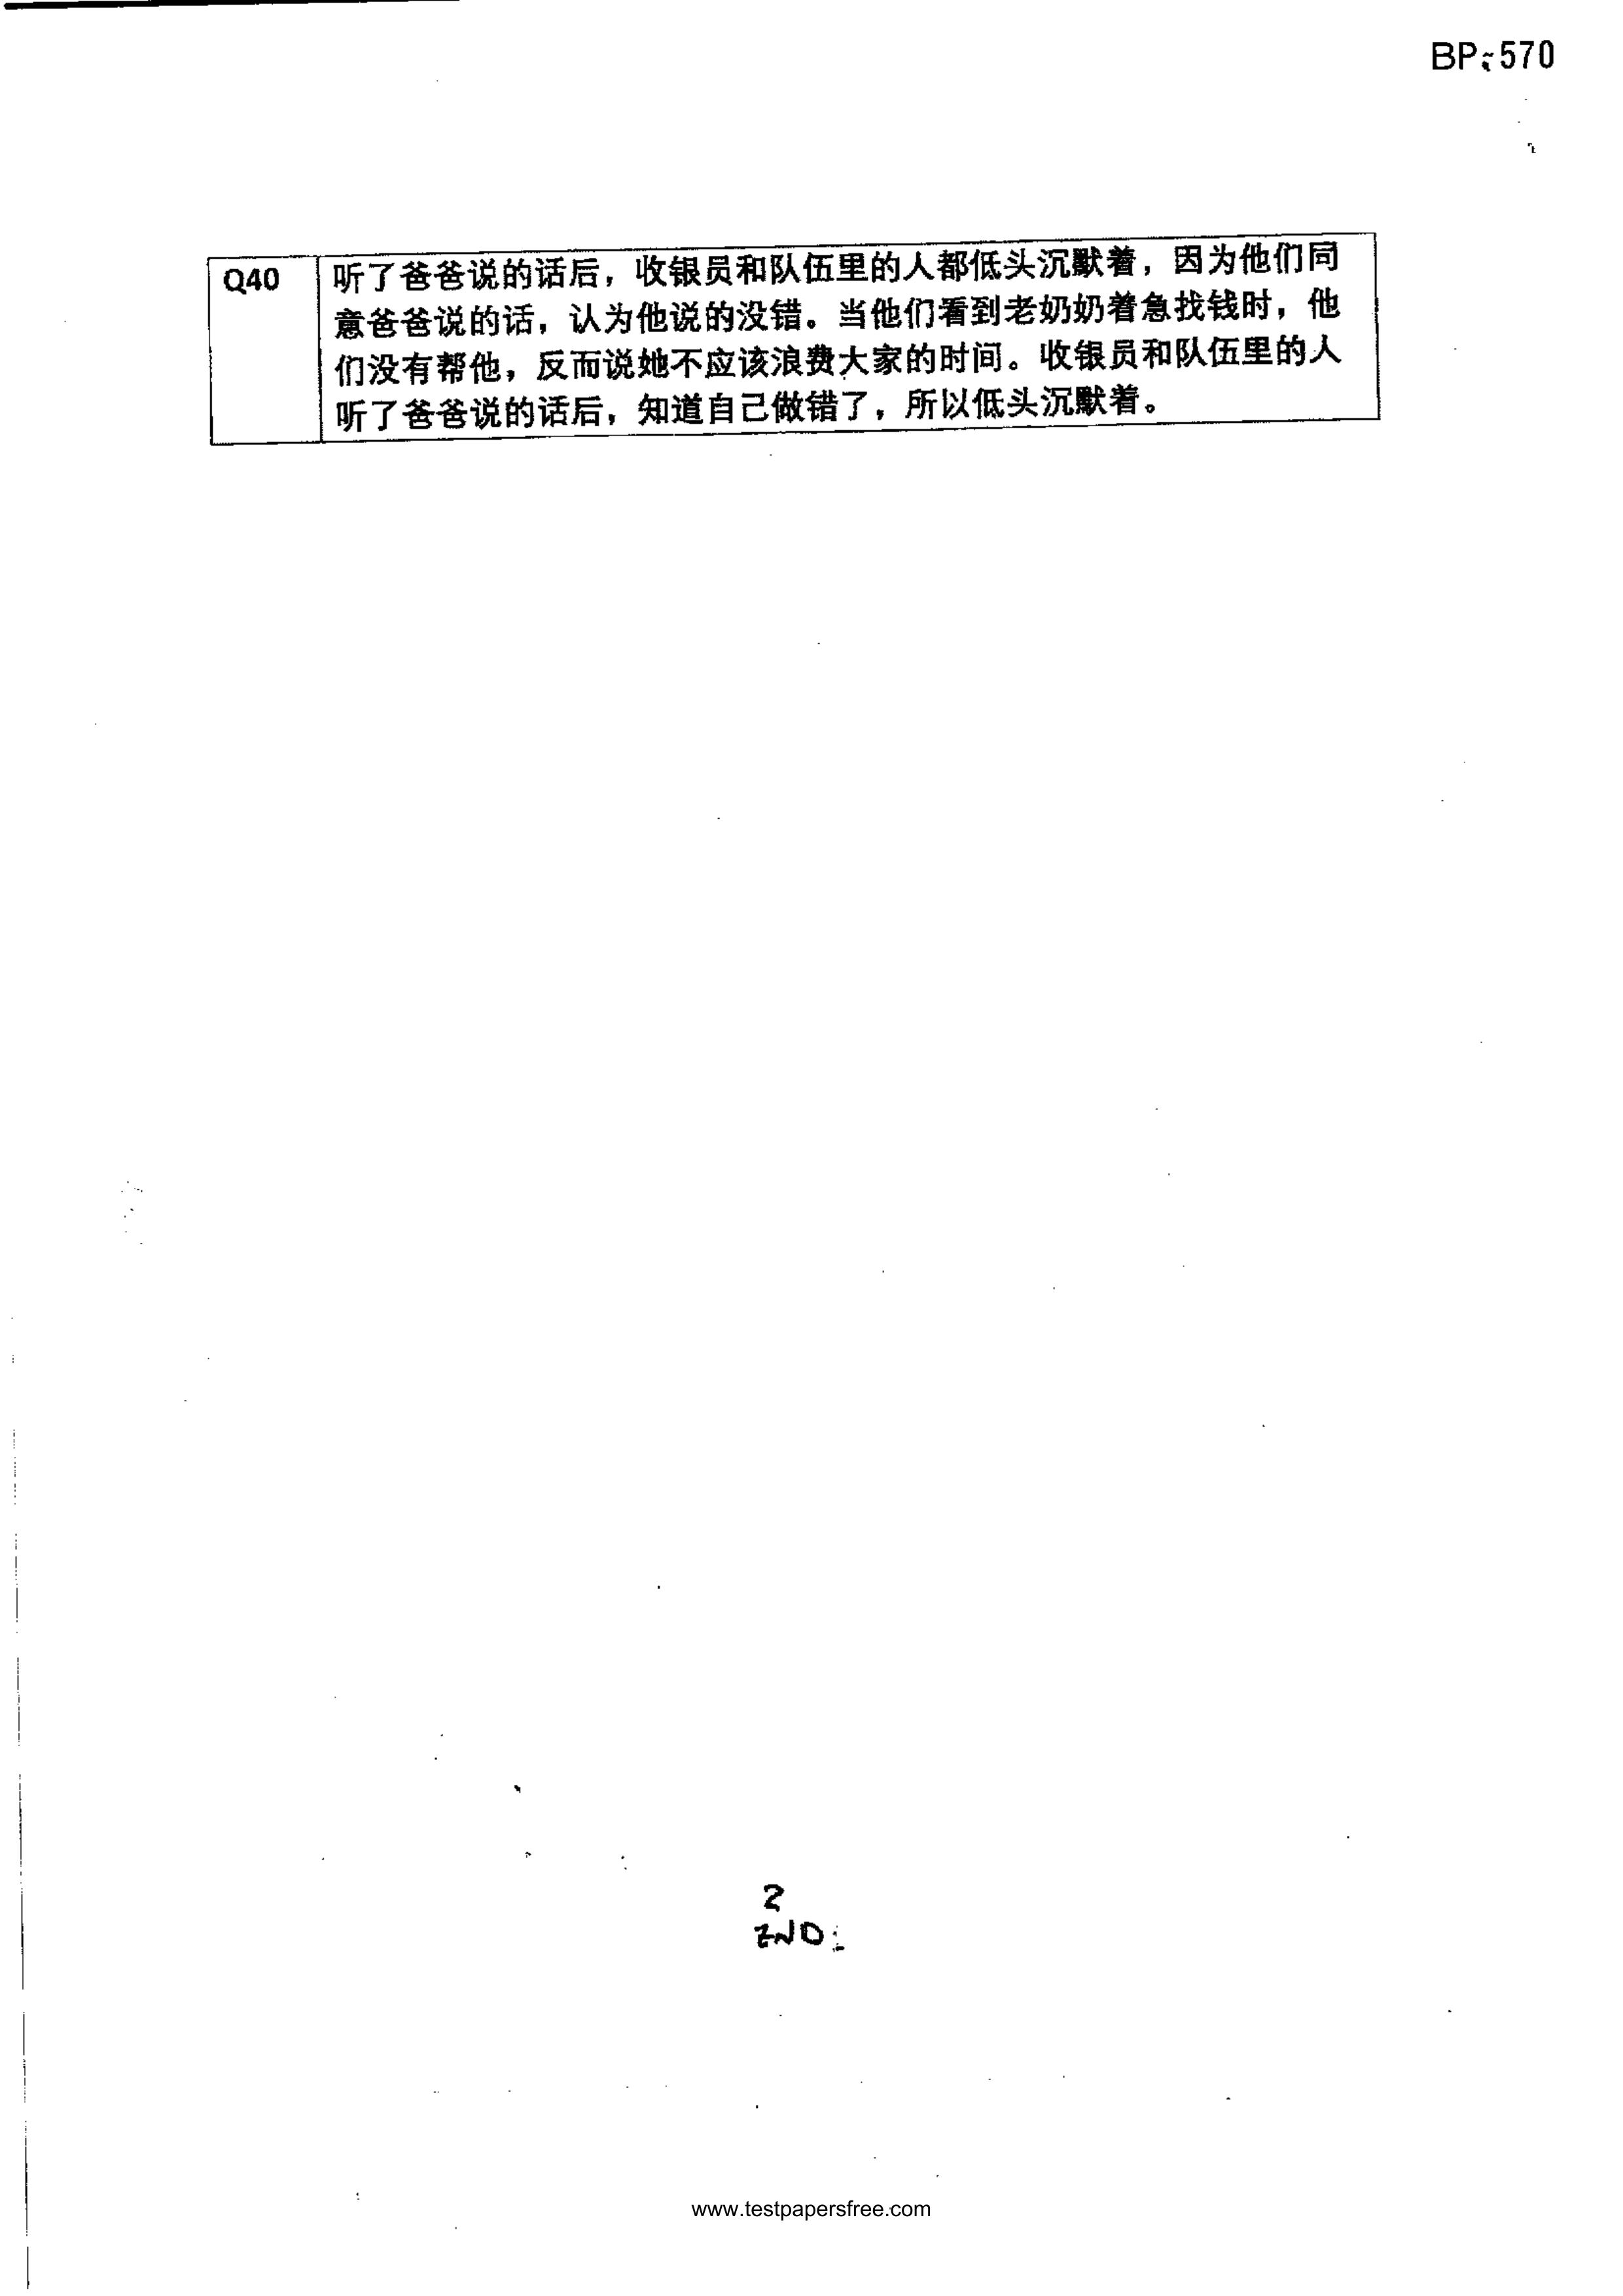 BP:570
Q40 听了爸爸说的话后，收银员和队伍里的人都低头沉默着，因为他们同
意爸爸说的话，认为他说的没错。当他们看到老奶奶着急找钱时，他
们没有帮他，反而说她不应该浪费大家的时间。收银员和队伍里的人
听了爸爸说的话后，知道自己做错了，所以低头沉默着。
2
END
www.testpapersfree.com